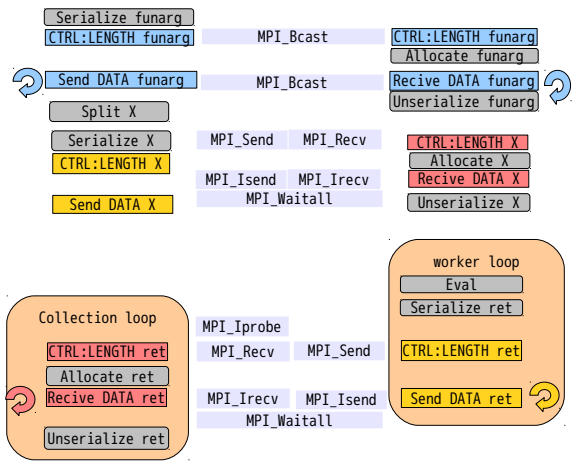 Serialize funarg
CTRL:LENGTH funarg MPI_Bcast CTRL:LENGTH funarg
Allocate funarg
Send DATA funarg MPI_Bcast Recive DATA funarg
Unserialize funarg
Split X
Serialize X MPI_Send MPI_Recv CTRL:LENGTH X
CTRL:LENGTH X Allocate X
MPI_Isend MPI_Irecv Recive DATA X
Send DATA X MPI_Waitall Unserialize X
worker loop
Eval
Serialize ret
Collection loop
MPI_Iprobe
CTRL:LENGTH ret MPI_Recv MPI_Send CTRL:LENGTH ret
Allocate ret
Recive DATA ret MPI_Irecv MPI_Isend Send DATA ret
MPI_Waitall
Unserialize ret